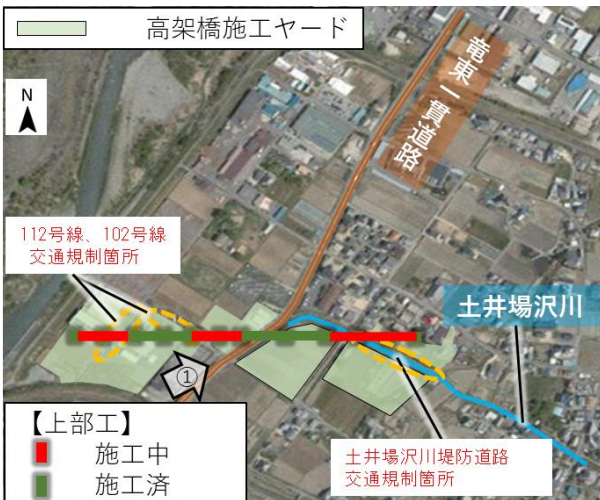 高架橋施工ヤード
N
竜東一貫道路
112号線、102号線
交通規制箇所
土井場沢川
①
【上部工】
施工中
施工済
土井場沢川堤防道路
交通規制箇所